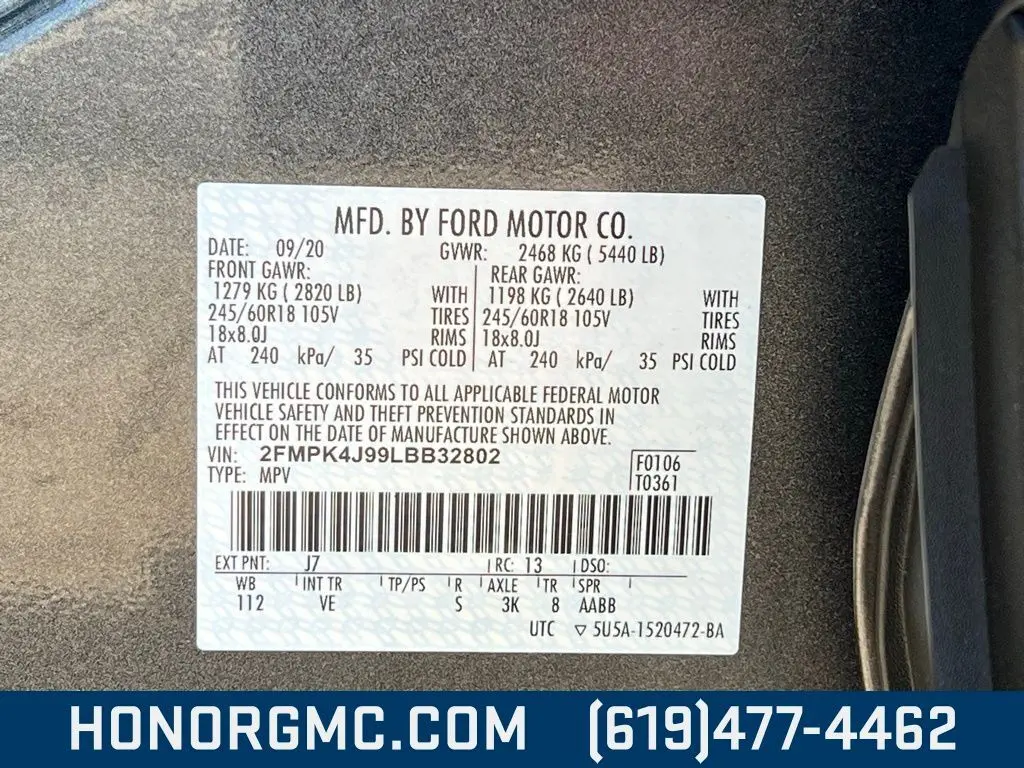 MFD. BY FORD MOTOR CO.
DATE: 09/20 GVWR: 2468 KG ( 5440 LB)
FRONT GAWR: REAR GAWR:
1279 KG ( 2820 LB) WITH 1198 KG ( 2640 LB) WITH
245/60R18 105V TIRES 245/60R18 105V TIRES
18x8.0J RIMS 18x8.0J RIMS
AT 240 kPa/ 35 PSI COLD AT 240 kPa/ 35 PSI COLD
THIS VEHICLE CONFORMS TO ALL APPLICABLE FEDERAL MOTOR
VEHICLE SAFETY AND THEFT PREVENTION STANDARDS IN
EFFECT ON THE DATE OF MANUFACTURE SHOWN ABOVE.
VIN: 2FMPK4J99LBB32802 F0106
TYPE: MPV T0361
EXT PNT: J7 RC: 13 DSO:
WB INT TR TP/PS R AXLE TR SPR
112 VE S 3K 8 AABB
UTC ▽ 5U5A-1520472-BA
HONORGMC.COM (619)477-4462